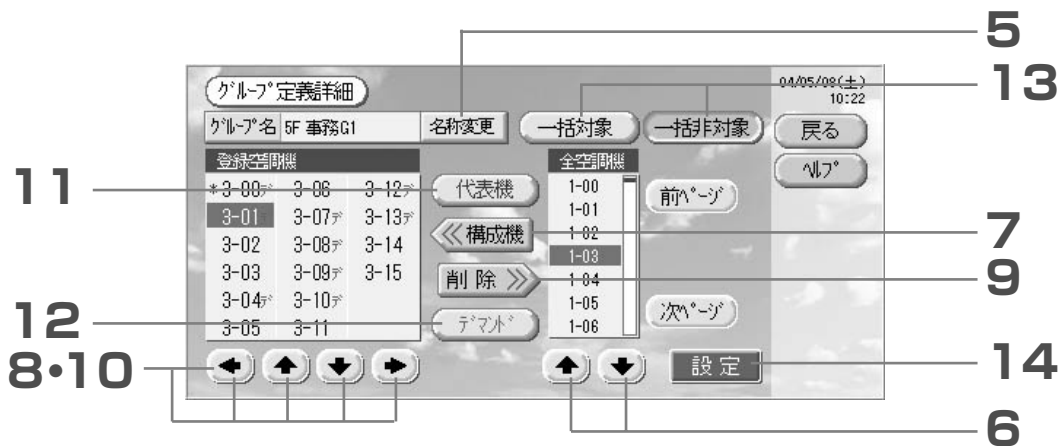 5
13
グループ定義詳細
04/05/08(土)
10:22
グループ名 5F 事務G1 名称変更 一括対象 一括非対象 戻る
登録空調機 全空調機 ヘルプ
11
*3-00デ 3-06 3-12デ 代表機 1-00 前ページ
3-01 3-07デ 3-13デ 1-01
3-02 3-08デ 3-14 《構成機 1-02 7
1-03
3-03 3-09デ 3-15 削除》 1-04 9
3-04デ 3-10デ 1-05 次ページ
12
3-05 3-11 デマンド 1-06
8•10
← ↑ ↓ → ↑ ↓ 設定 14
6